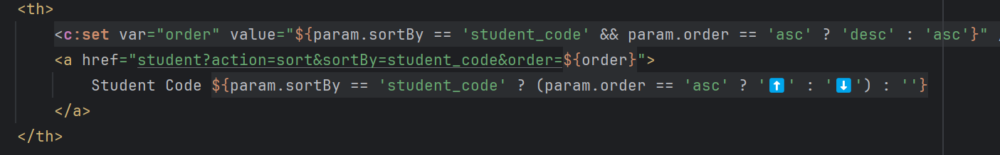 <th>
<c:set var="order" value="${param.sortBy == 'student_code' && param.order == 'asc' ? 'desc' : 'asc'}" /
<a href="student?action=sort&sortBy=student_code&order=${order}">
Student Code ${param.sortBy == 'student_code' ? (param.order == 'asc' ? '⬆️' : '⬇️') : ''}
</a>
</th>